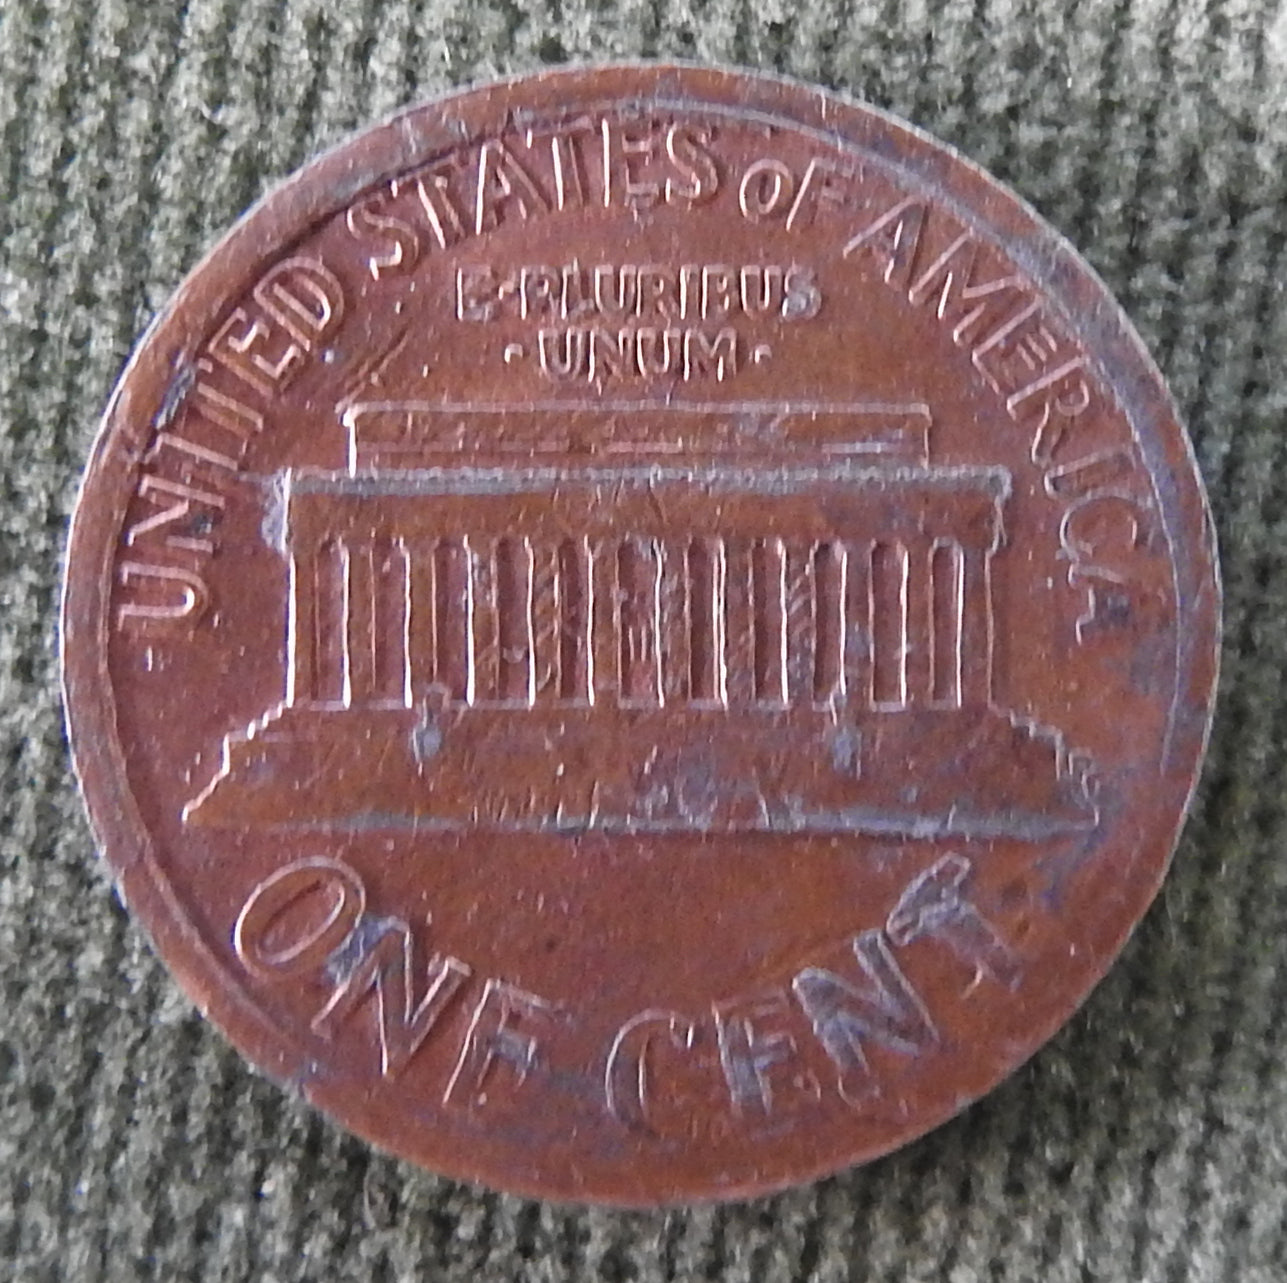 UNITED STATES OF AMERICA
E·PLURIBUS
·UNUM·
ONE CENT